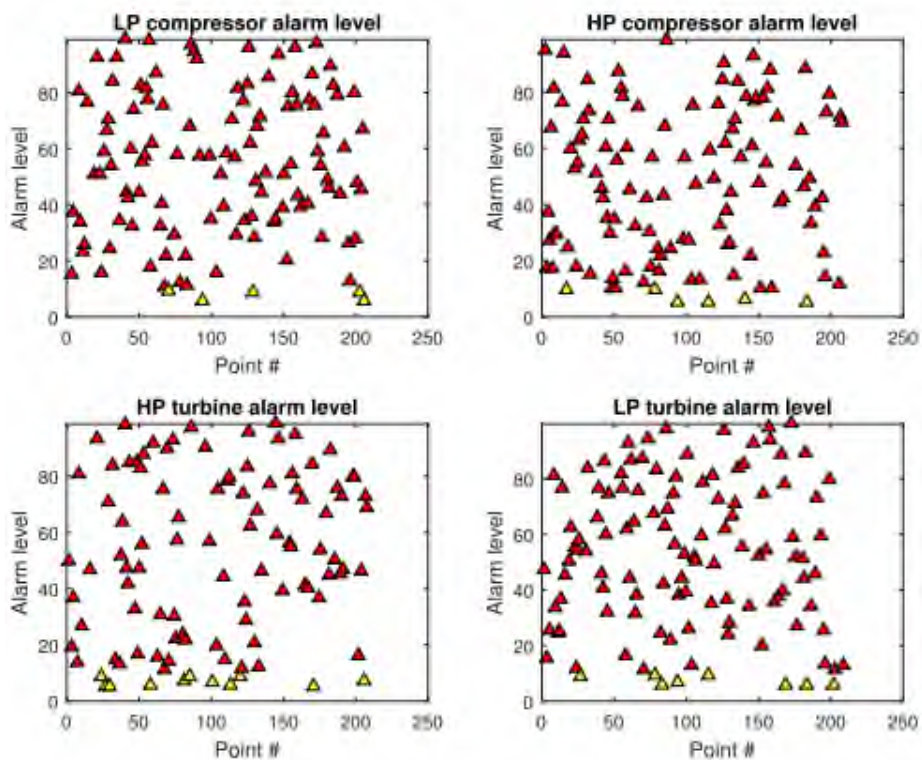 LP compressor alarm level
80
60
40
20
0
Alarm level
0 50 100 150 200 250
Point #
HP compressor alarm level
80
60
40
20
0
Alarm level
0 50 100 150 200 250
Point #
HP turbine alarm level
80
60
40
20
0
Alarm level
0 50 100 150 200 250
Point #
LP turbine alarm level
80
60
40
20
0
Alarm level
0 50 100 150 200 250
Point #